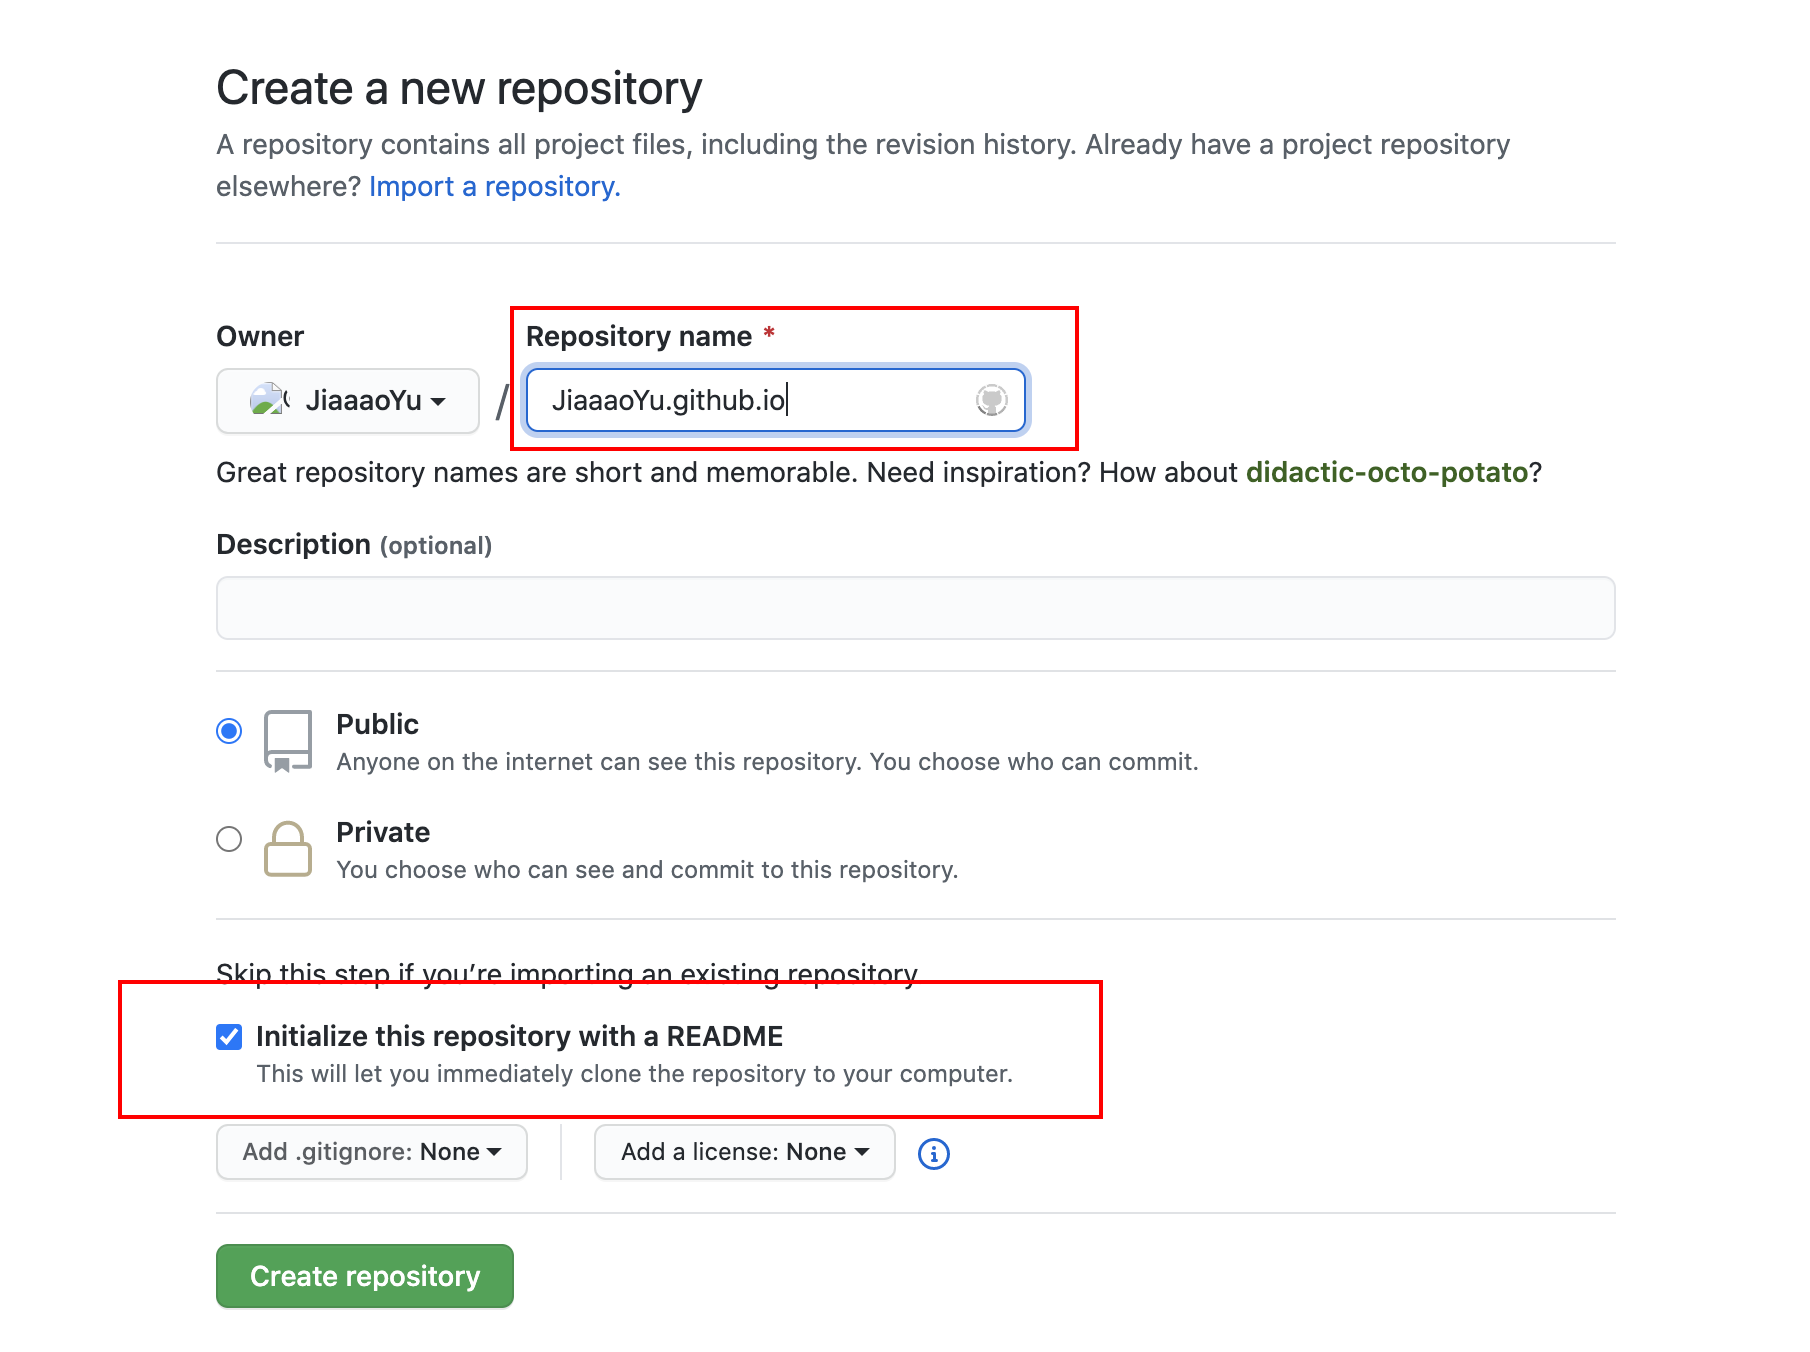 Create a new repository
A repository contains all project files, including the revision history. Already have a project repository
elsewhere? Import a repository.
Owner
Repository name *
JiaaaoYu
/
JiaaaoYu.github.io
Great repository names are short and memorable. Need inspiration? How about didactic-octo-potato?
Description (optional)
Public
Anyone on the internet can see this repository. You choose who can commit.
Private
You choose who can see and commit to this repository.
Skip this step if you’re importing an existing repository
Initialize this repository with a README
This will let you immediately clone the repository to your computer.
Add .gitignore: None
Add a license: None
Create repository